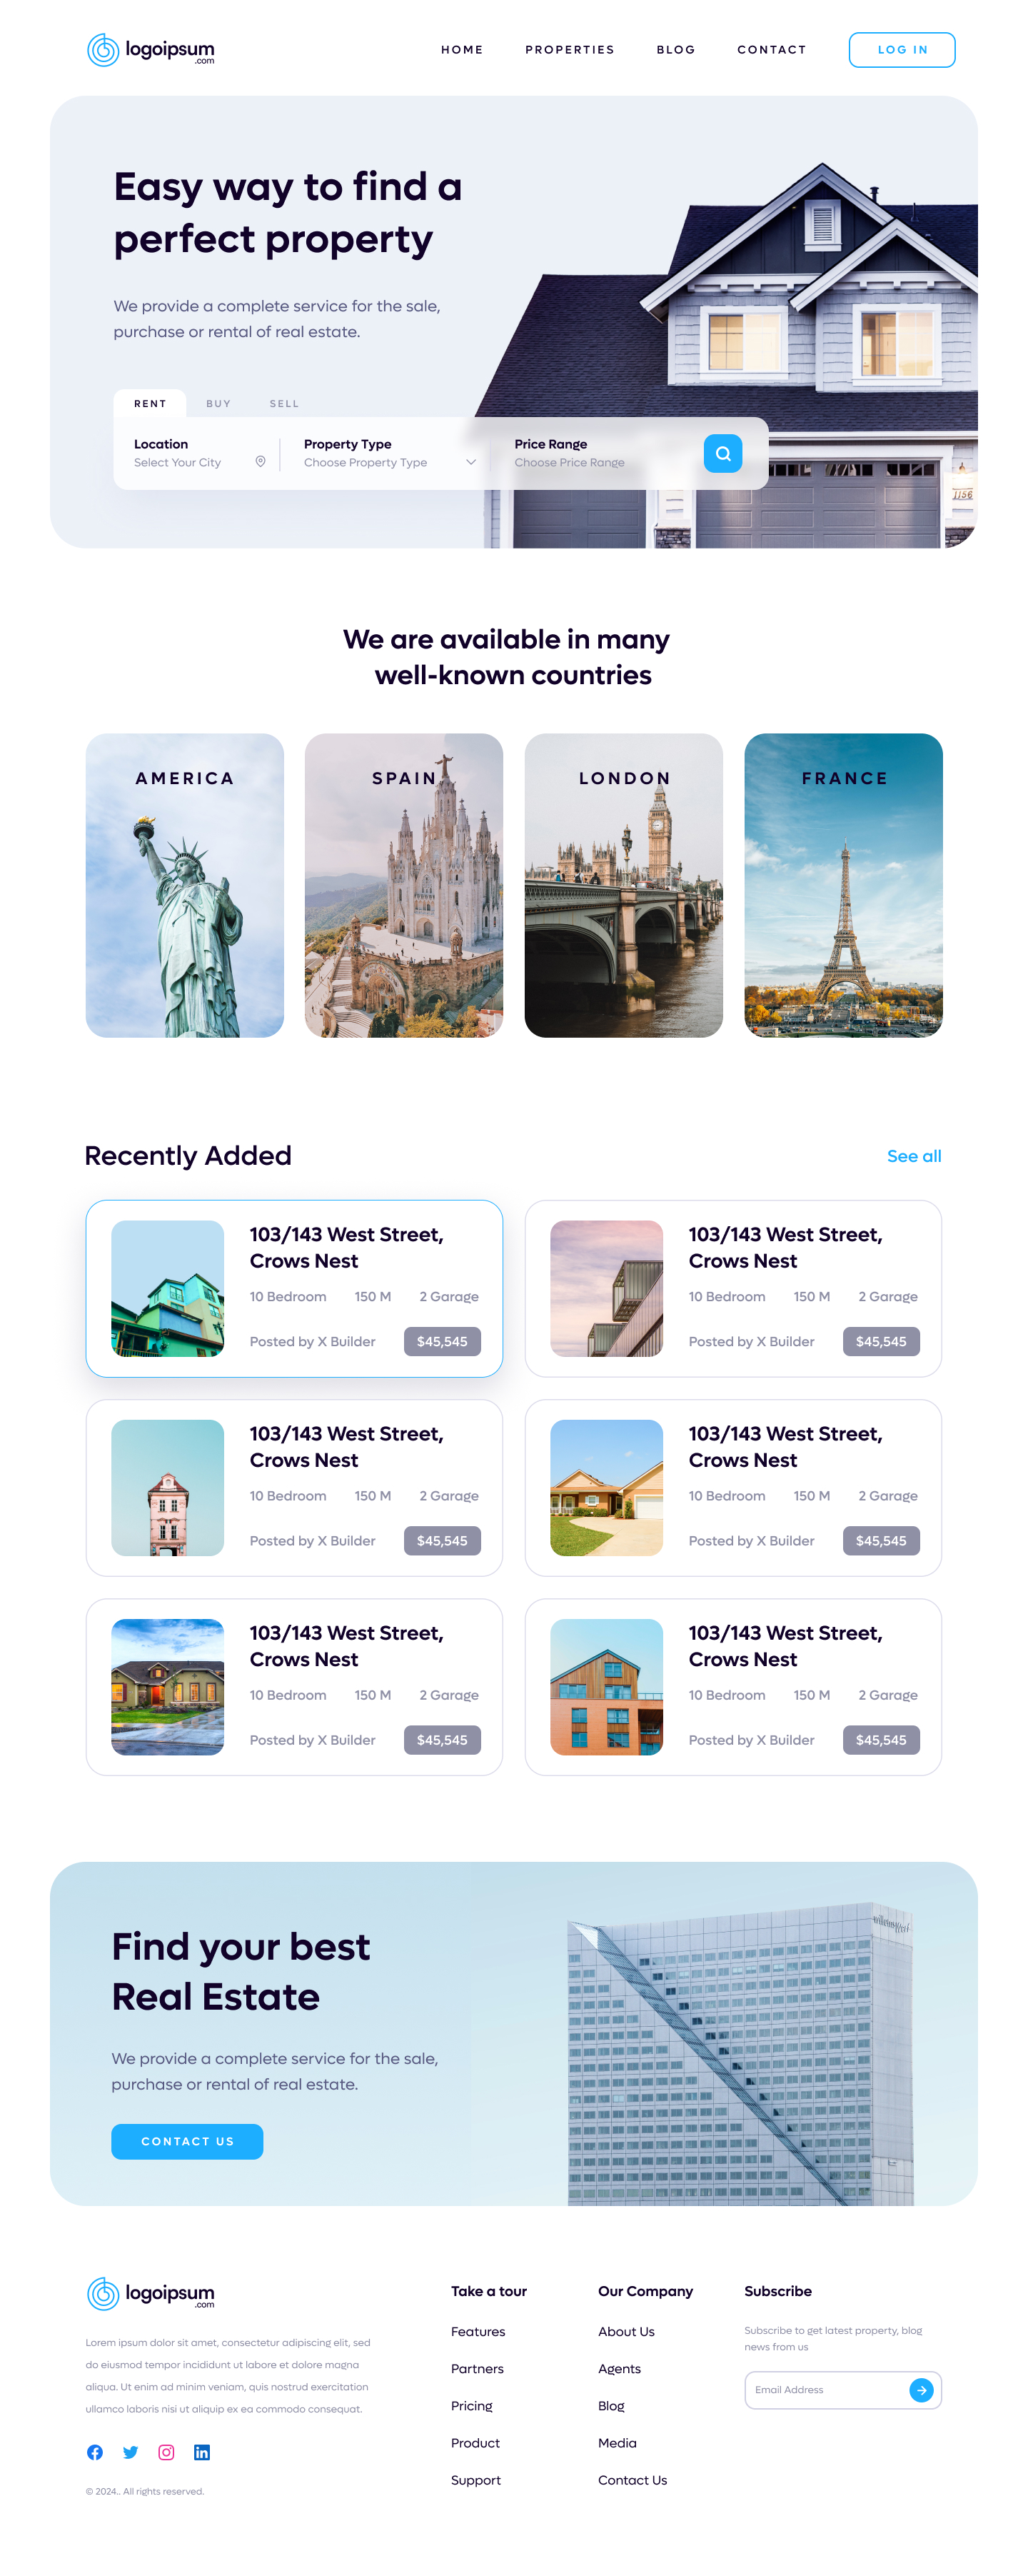 logoipsum
.com
HOME PROPERTIES BLOG CONTACT LOG IN
Easy way to find a
perfect property
We provide a complete service for the sale,
purchase or rental of real estate.
RENT BUY SELL
Location Property Type Price Range
Select Your City Choose Property Type Choose Price Range
1156
We are available in many
well-known countries
AMERICA SPAIN LONDON FRANCE
Recently Added See all
103/143 West Street,
Crows Nest
10 Bedroom 150 M 2 Garage
Posted by X Builder $45,545
103/143 West Street,
Crows Nest
10 Bedroom 150 M 2 Garage
Posted by X Builder $45,545
103/143 West Street,
Crows Nest
10 Bedroom 150 M 2 Garage
Posted by X Builder $45,545
103/143 West Street,
Crows Nest
10 Bedroom 150 M 2 Garage
Posted by X Builder $45,545
103/143 West Street,
Crows Nest
10 Bedroom 150 M 2 Garage
Posted by X Builder $45,545
103/143 West Street,
Crows Nest
10 Bedroom 150 M 2 Garage
Posted by X Builder $45,545
Find your best
Real Estate
We provide a complete service for the sale,
purchase or rental of real estate.
CONTACT US
logoipsum
.com
Lorem ipsum dolor sit amet, consectetur adipiscing elit, sed
do eiusmod tempor incididunt ut labore et dolore magna
aliqua. Ut enim ad minim veniam, quis nostrud exercitation
ullamco laboris nisi ut aliquip ex ea commodo consequat.
© 2024.. All rights reserved.
Take a tour
Features
Partners
Pricing
Product
Support
Our Company
About Us
Agents
Blog
Media
Contact Us
Subscribe
Subscribe to get latest property, blog
news from us
Email Address